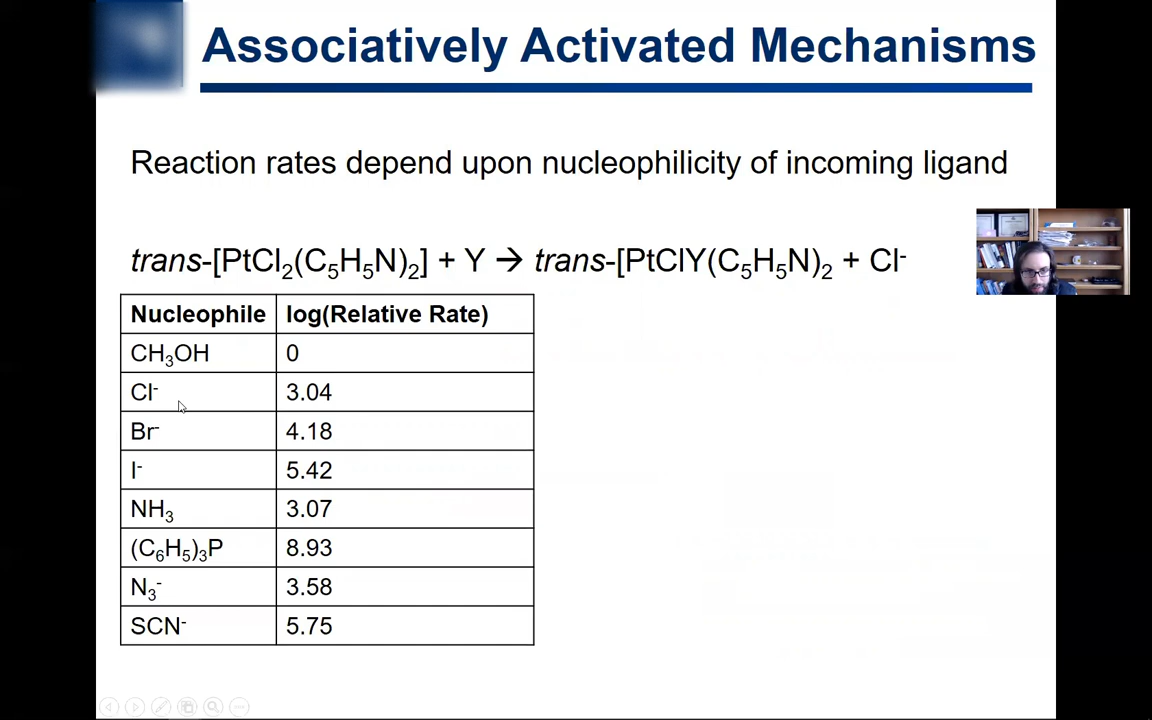 Associatively Activated Mechanisms
Reaction rates depend upon nucleophilicity of incoming ligand
trans-[PtCl₂(C₅H₅N)₂] + Y → trans-[PtClY(C₅H₅N)₂ + Cl⁻
Nucleophile log(Relative Rate)
CH₃OH 0
Cl⁻ 3.04
Br⁻ 4.18
I⁻ 5.42
NH₃ 3.07
(C₆H₅)₃P 8.93
N₃⁻ 3.58
SCN⁻ 5.75